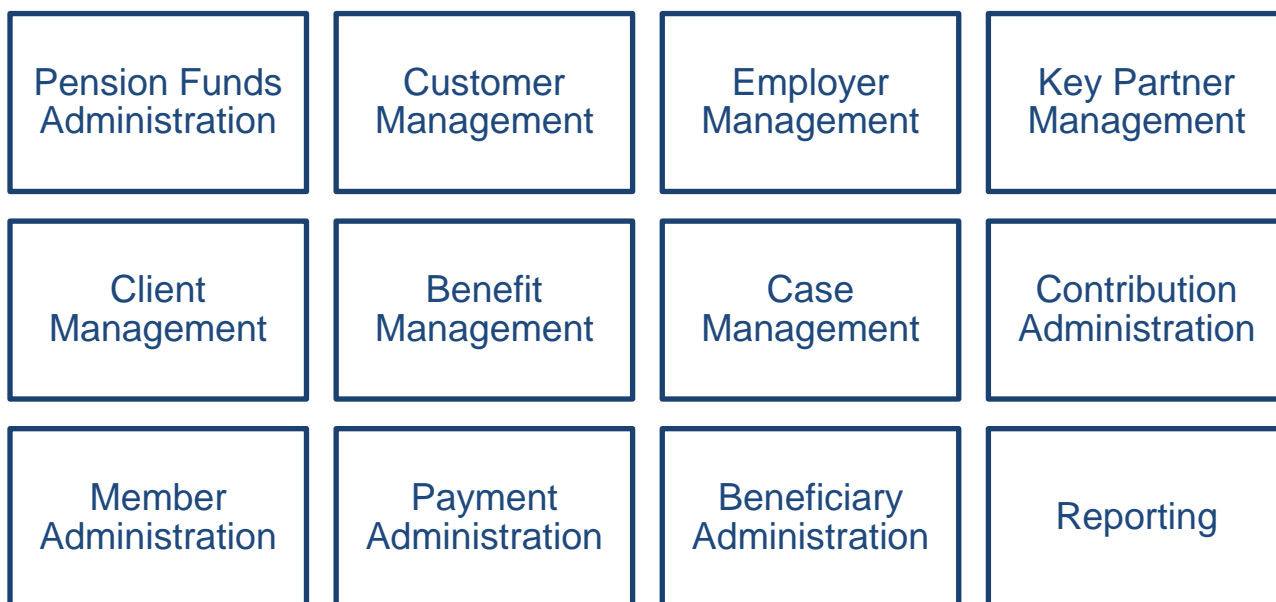 Pension Funds
Administration
Customer
Management
Employer
Management
Key Partner
Management
Client
Management
Benefit
Management
Case
Management
Contribution
Administration
Member
Administration
Payment
Administration
Beneficiary
Administration
Reporting